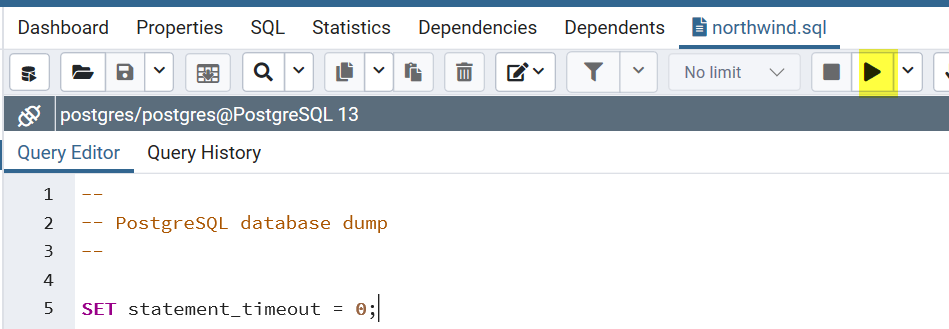 Dashboard Properties SQL Statistics Dependencies Dependents northwind.sql
No limit
postgres/postgres@PostgreSQL 13
Query Editor Query History
1 --
2 -- PostgreSQL database dump
3 --
4
5 SET statement_timeout = 0;